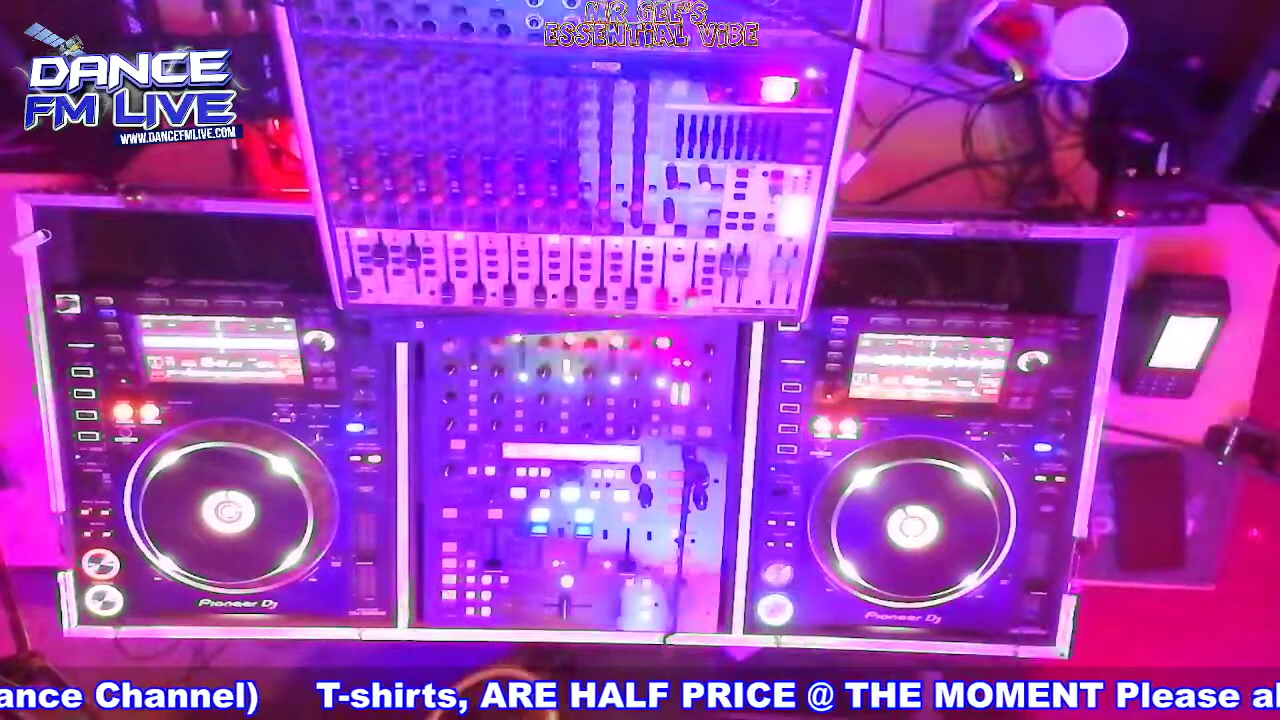 MR GEE'S
ESSENTIAL VIBE
DANCE
FM LIVE
WWW.DANCEFMLIVE.COM
Pioneer Dj
Pioneer Dj
ance Channel) T-shirts, ARE HALF PRICE @ THE MOMENT Please al